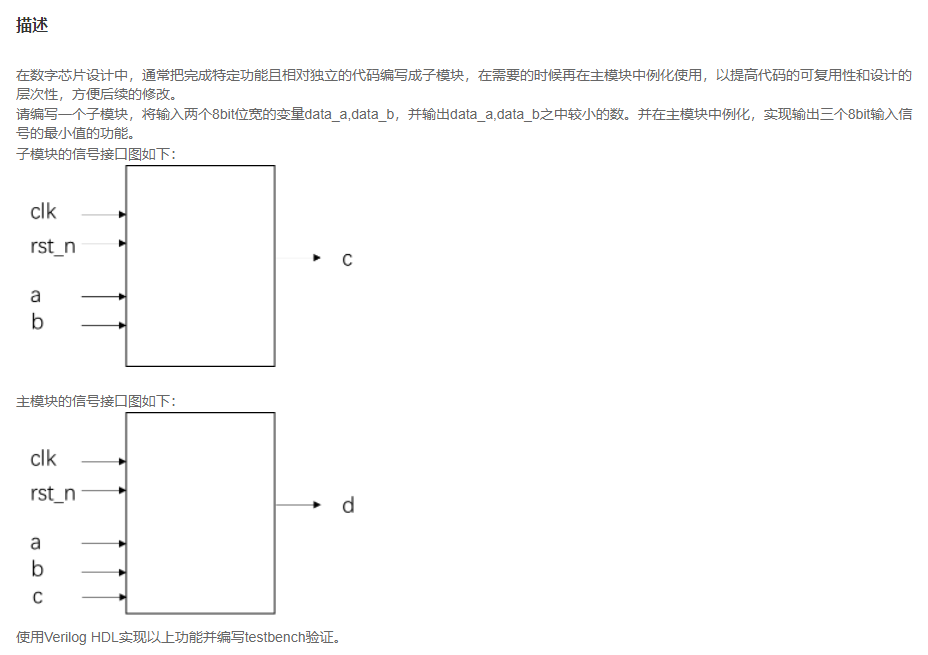 描述
在数字芯片设计中，通常把完成特定功能且相对独立的代码编写成子模块，在需要的时候再在主模块中例化使用，以提高代码的可复用性和设计的
层次性，方便后续的修改。
请编写一个子模块，将输入两个8bit位宽的变量data_a,data_b，并输出data_a,data_b之中较小的数。并在主模块中例化，实现输出三个8bit输入信
号的最小值的功能。
子模块的信号接口图如下：
clk
rst_n
c
a
b
主模块的信号接口图如下：
clk
rst_n
d
a
b
c
使用Verilog HDL实现以上功能并编写testbench验证。